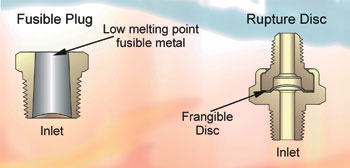 Fusible Plug
Low melting point
fusible metal
Inlet
Rupture Disc
Frangible
Disc
Inlet